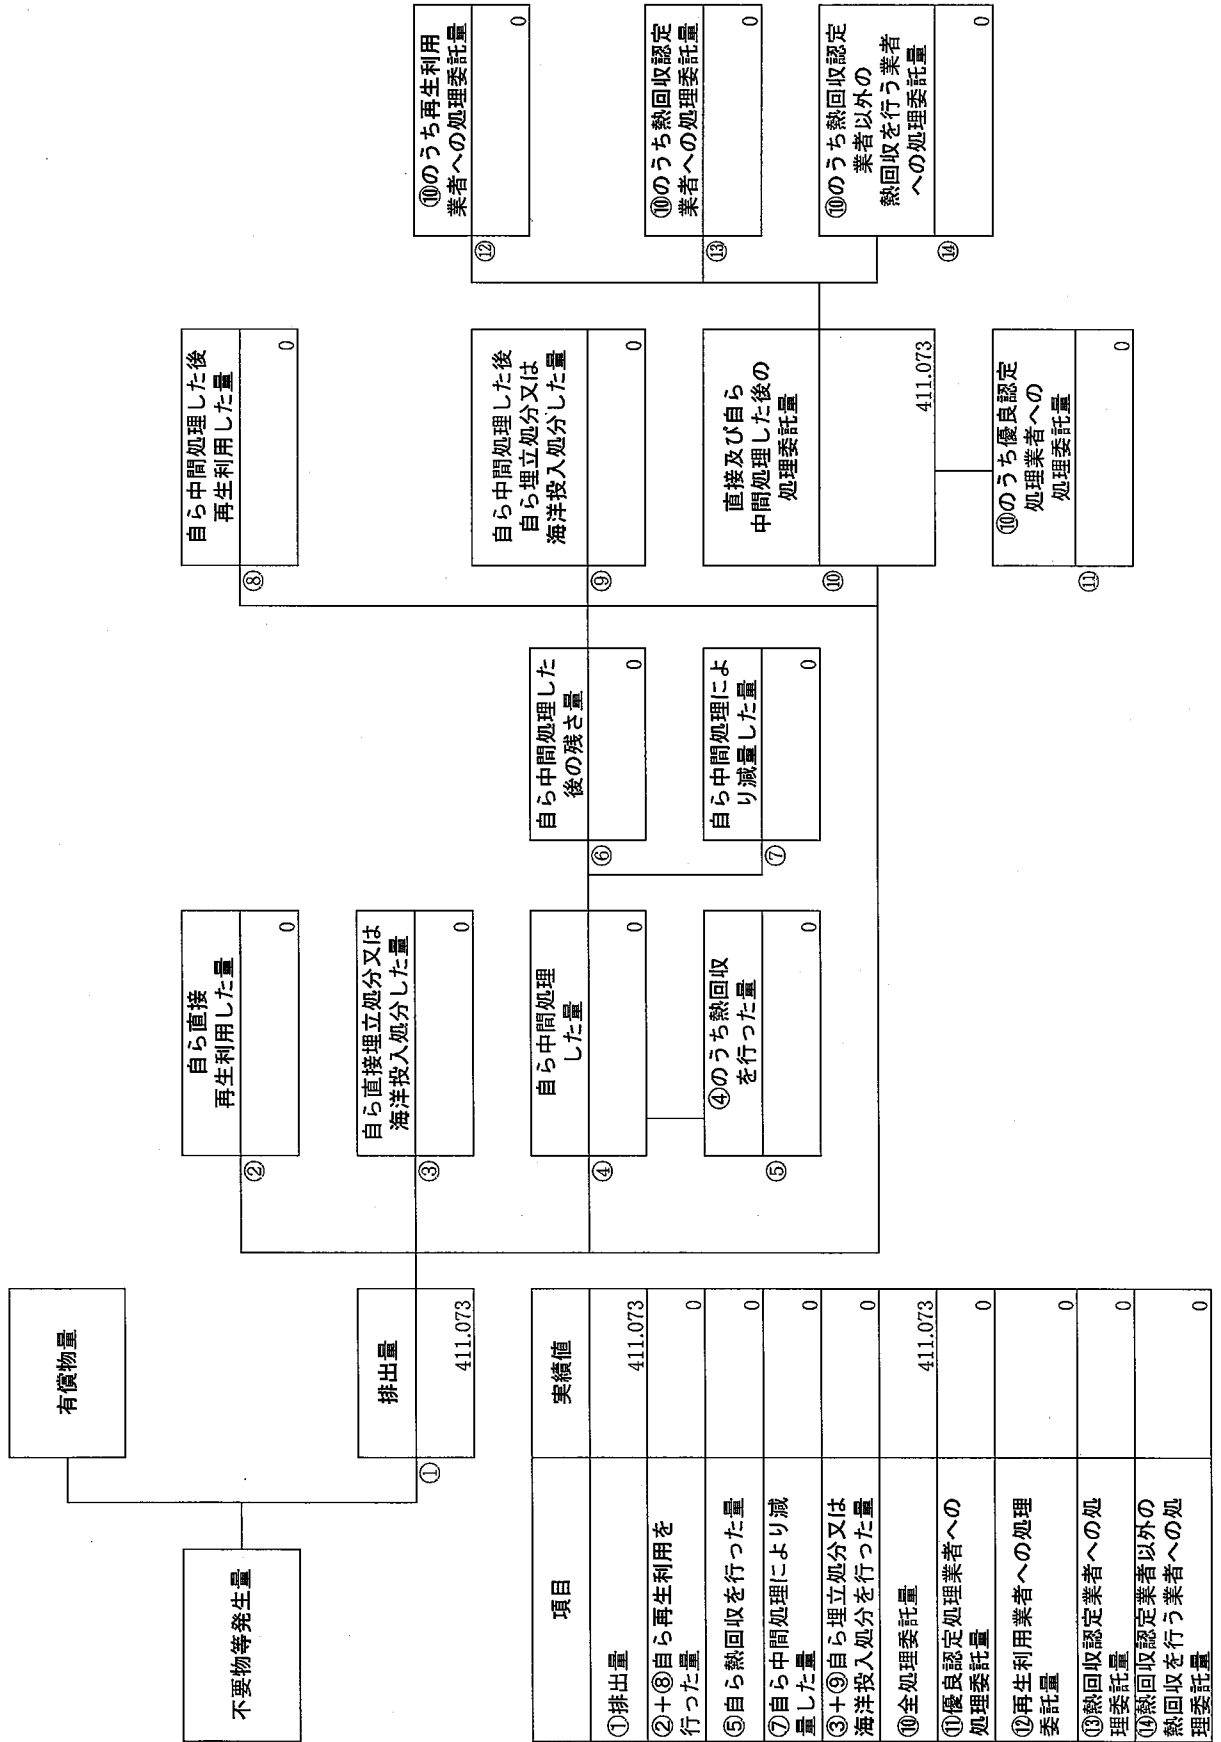 不要物等発生量
有償物量
①
排出量
411.073
②
自ら直接
再生利用した量
0
③
自ら直接埋立処分又は
海洋投入処分した量
0
④
自ら中間処理
した量
0
⑤
④のうち熱回収
を行った量
0
⑥
自ら中間処理した
後の残さ量
0
⑦
自ら中間処理によ
り減量した量
0
⑧
自ら中間処理した後
再生利用した量
0
⑨
自ら中間処理した後
自ら埋立処分又は
海洋投入処分した量
0
⑩
直接及び自ら
中間処理した後の
処理委託量
411.073
⑪
⑩のうち優良認定
処理業者への
処理委託量
0
⑫
⑩のうち再生利用
業者への処理委託量
0
⑬
⑩のうち熱回収認定
業者への処理委託量
0
⑭
⑩のうち熱回収認定
業者以外の
熱回収を行う業者
への処理委託量
0
項目 実績値
①排出量 411.073
②+⑧自ら再生利用を
行った量 0
⑤自ら熱回収を行った量 0
⑦自ら中間処理により減
量した量 0
③+⑨自ら埋立処分又は
海洋投入処分を行った量 0
⑩全処理委託量 411.073
⑪優良認定処理業者への
処理委託量 0
⑫再生利用業者への処理
委託量 0
⑬熱回収認定業者への処
理委託量 0
⑭熱回収認定業者以外の
熱回収を行う業者への処
理委託量 0